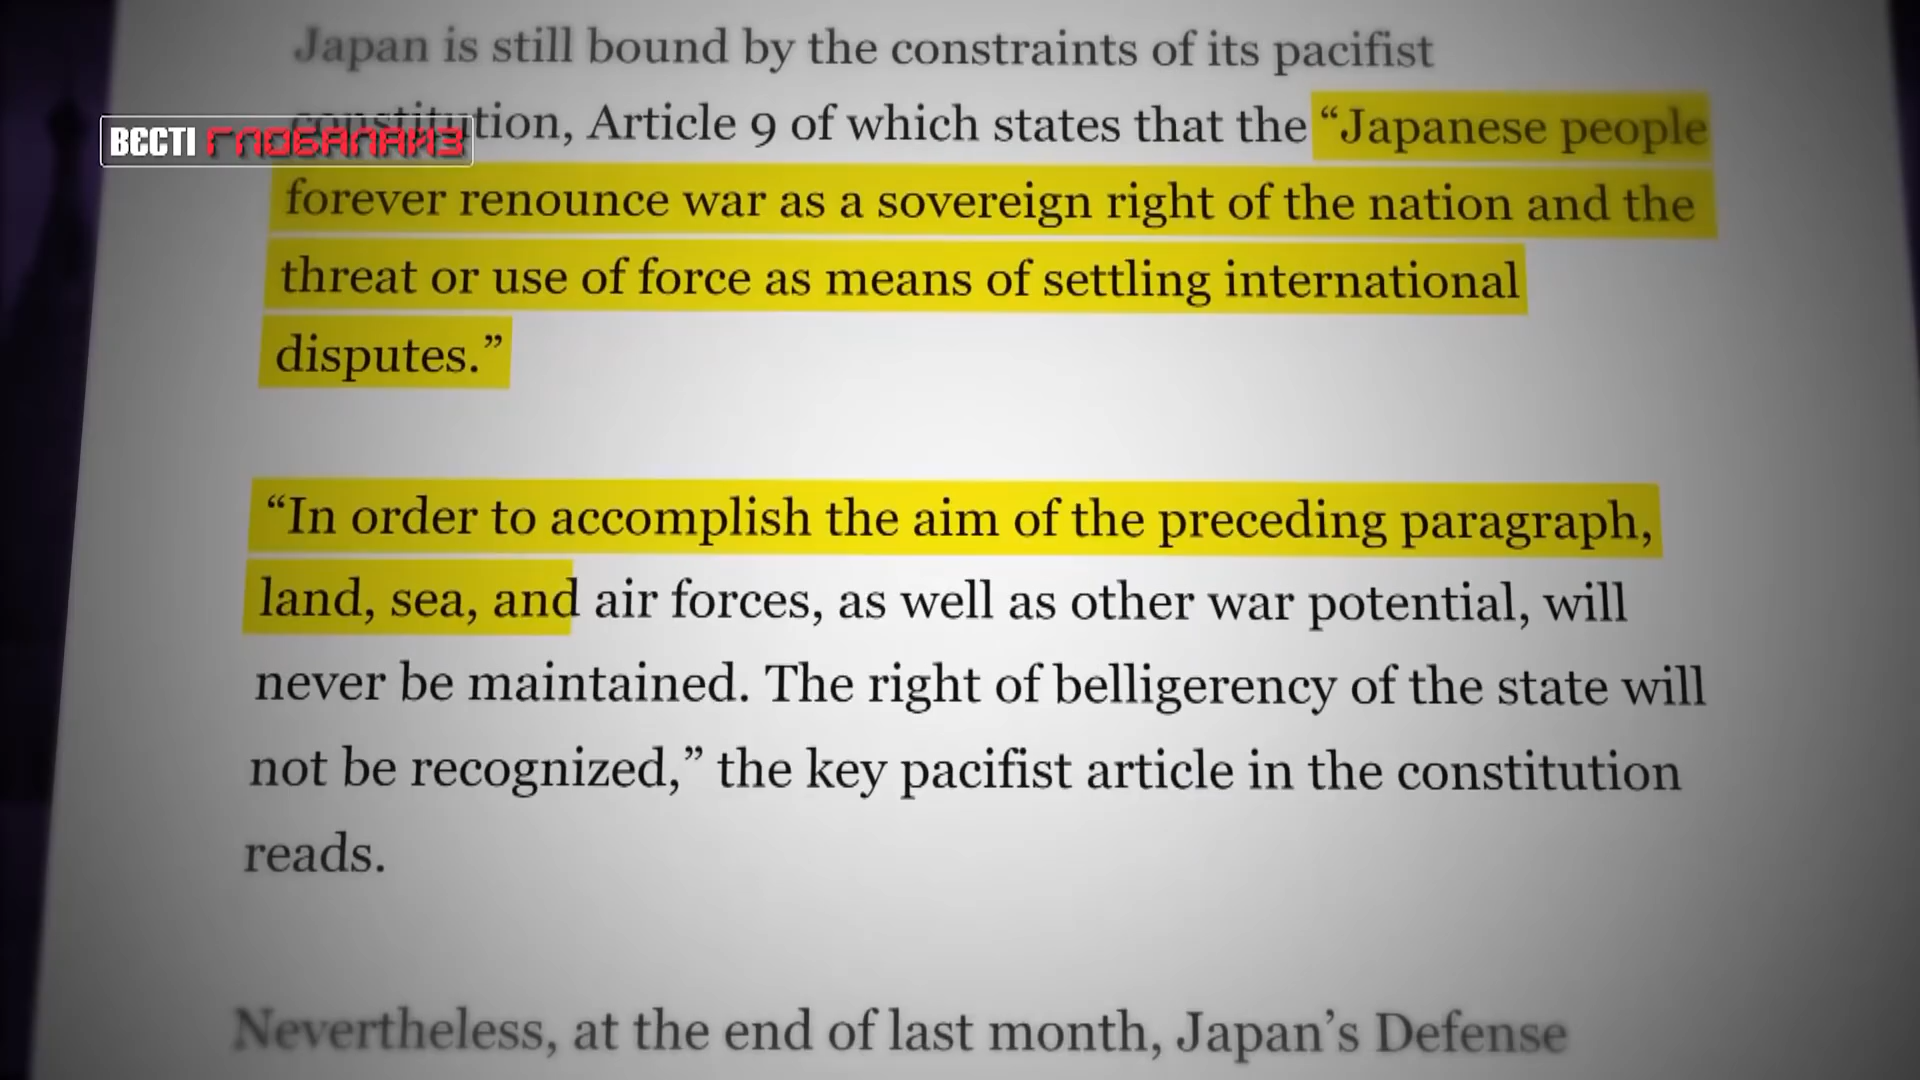 Japan is still bound by the constraints of its pacifist
constitution, Article 9 of which states that the “Japanese people
ВЕСТІ ГЛОБАЛАЙЗ
forever renounce war as a sovereign right of the nation and the
threat or use of force as means of settling international
disputes.”
“In order to accomplish the aim of the preceding paragraph,
land, sea, and air forces, as well as other war potential, will
never be maintained. The right of belligerency of the state will
not be recognized,” the key pacifist article in the constitution
reads.
Nevertheless, at the end of last month, Japan’s Defense